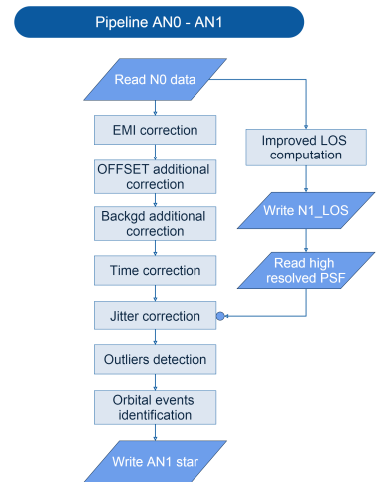 Pipeline AN0 - AN1
Read N0 data
EMI correction
OFFSET additional
correction
Backgd additional
correction
Time correction
Jitter correction
Outliers detection
Orbital events
identification
Write AN1 star
Improved LOS
computation
Write N1_LOS
Read high
resolved PSF